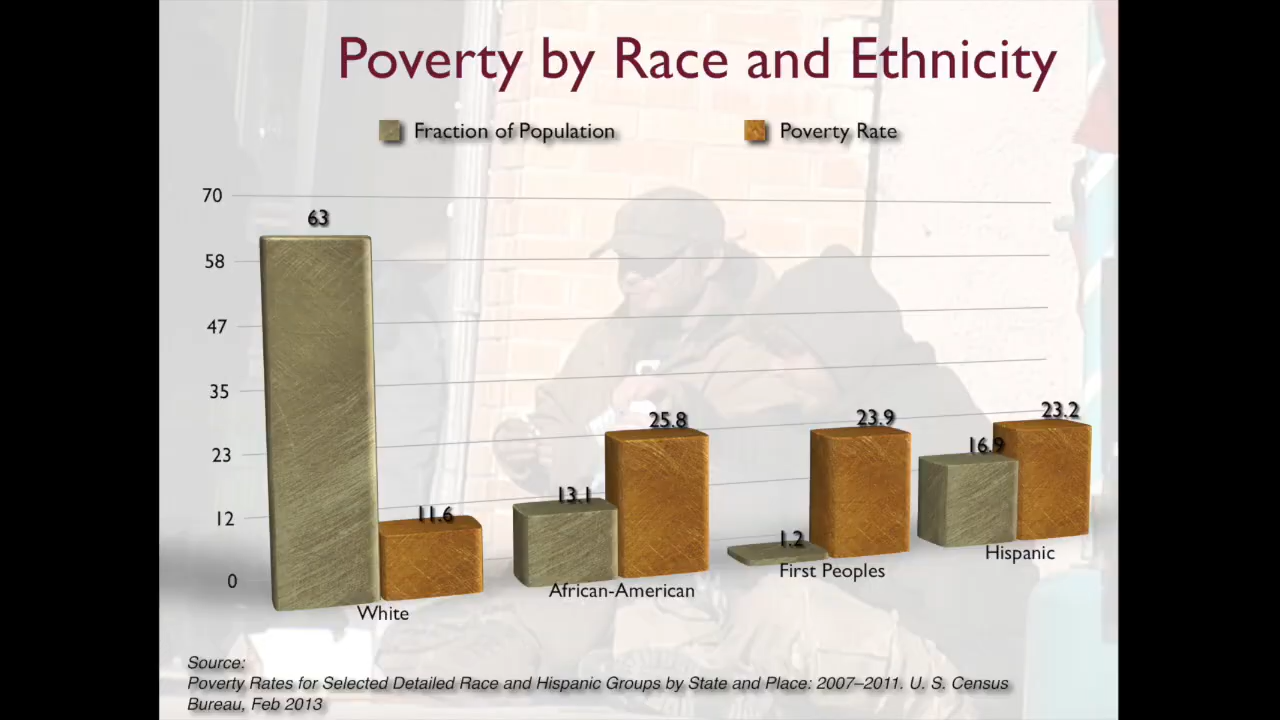 Poverty by Race and Ethnicity
Fraction of Population
Poverty Rate
70
58
47
35
23
12
0
63
11.6
13.1
25.8
1.2
23.9
16.9
23.2
White
African-American
First Peoples
Hispanic
Source:
Poverty Rates for Selected Detailed Race and Hispanic Groups by State and Place: 2007–2011. U. S. Census
Bureau, Feb 2013